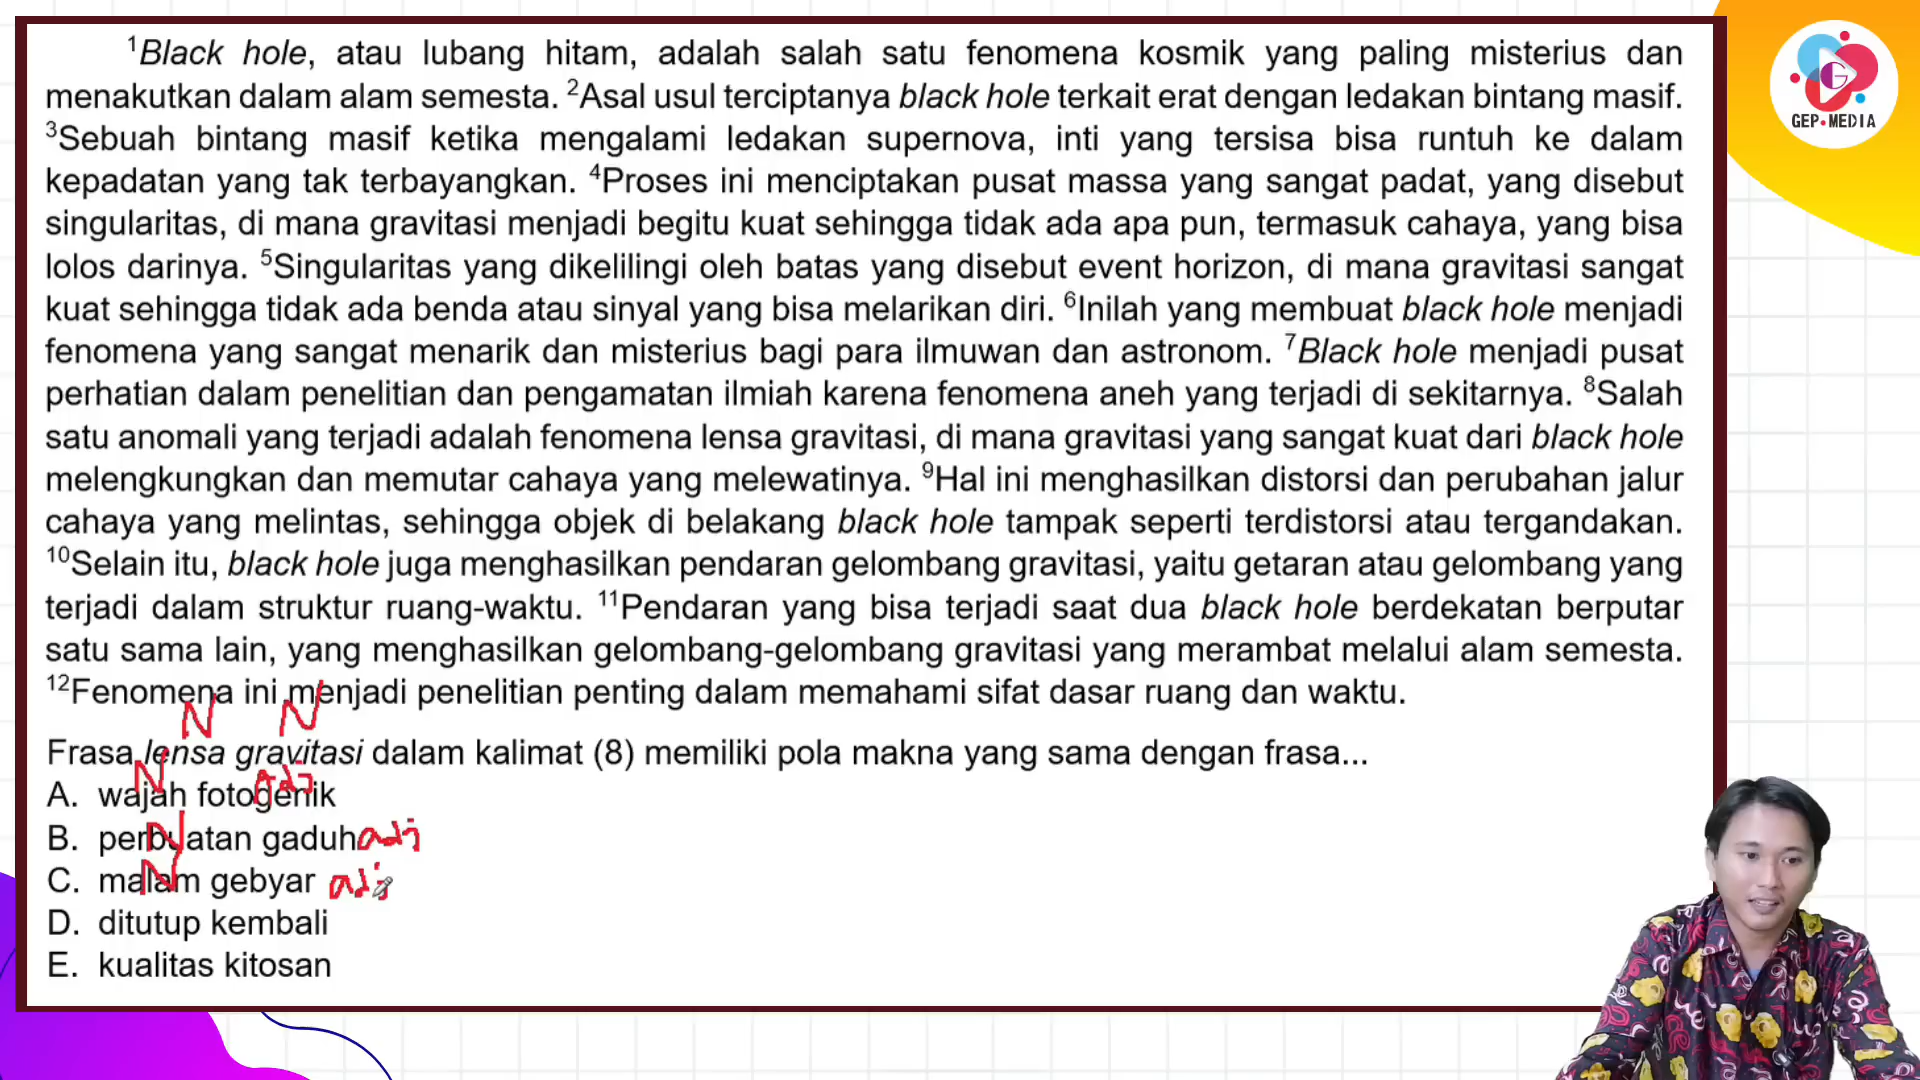 ¹Black hole, atau lubang hitam, adalah salah satu fenomena kosmik yang paling misterius dan
menakutkan dalam alam semesta. ²Asal usul terciptanya black hole terkait erat dengan ledakan bintang masif.
³Sebuah bintang masif ketika mengalami ledakan supernova, inti yang tersisa bisa runtuh ke dalam
kepadatan yang tak terbayangkan. ⁴Proses ini menciptakan pusat massa yang sangat padat, yang disebut
singularitas, di mana gravitasi menjadi begitu kuat sehingga tidak ada apa pun, termasuk cahaya, yang bisa
lolos darinya. ⁵Singularitas yang dikelilingi oleh batas yang disebut event horizon, di mana gravitasi sangat
kuat sehingga tidak ada benda atau sinyal yang bisa melarikan diri. ⁶Inilah yang membuat black hole menjadi
fenomena yang sangat menarik dan misterius bagi para ilmuwan dan astronom. ⁷Black hole menjadi pusat
perhatian dalam penelitian dan pengamatan ilmiah karena fenomena aneh yang terjadi di sekitarnya. ⁸Salah
satu anomali yang terjadi adalah fenomena lensa gravitasi, di mana gravitasi yang sangat kuat dari black hole
melengkungkan dan memutar cahaya yang melewatinya. ⁹Hal ini menghasilkan distorsi dan perubahan jalur
cahaya yang melintas, sehingga objek di belakang black hole tampak seperti terdistorsi atau tergandakan.
¹⁰Selain itu, black hole juga menghasilkan pendaran gelombang gravitasi, yaitu getaran atau gelombang yang
terjadi dalam struktur ruang-waktu. ¹¹Pendaran yang bisa terjadi saat dua black hole berdekatan berputar
satu sama lain, yang menghasilkan gelombang-gelombang gravitasi yang merambat melalui alam semesta.
¹²Fenomena ini menjadi penelitian penting dalam memahami sifat dasar ruang dan waktu.
N N
Frasa lensa gravitasi dalam kalimat (8) memiliki pola makna yang sama dengan frasa...
N adj
A. wajah fotogenik
N
B. perbuatan gaduh adj
N
C. malam gebyar adj
D. ditutup kembali
E. kualitas kitosan
G
GEP•MEDIA